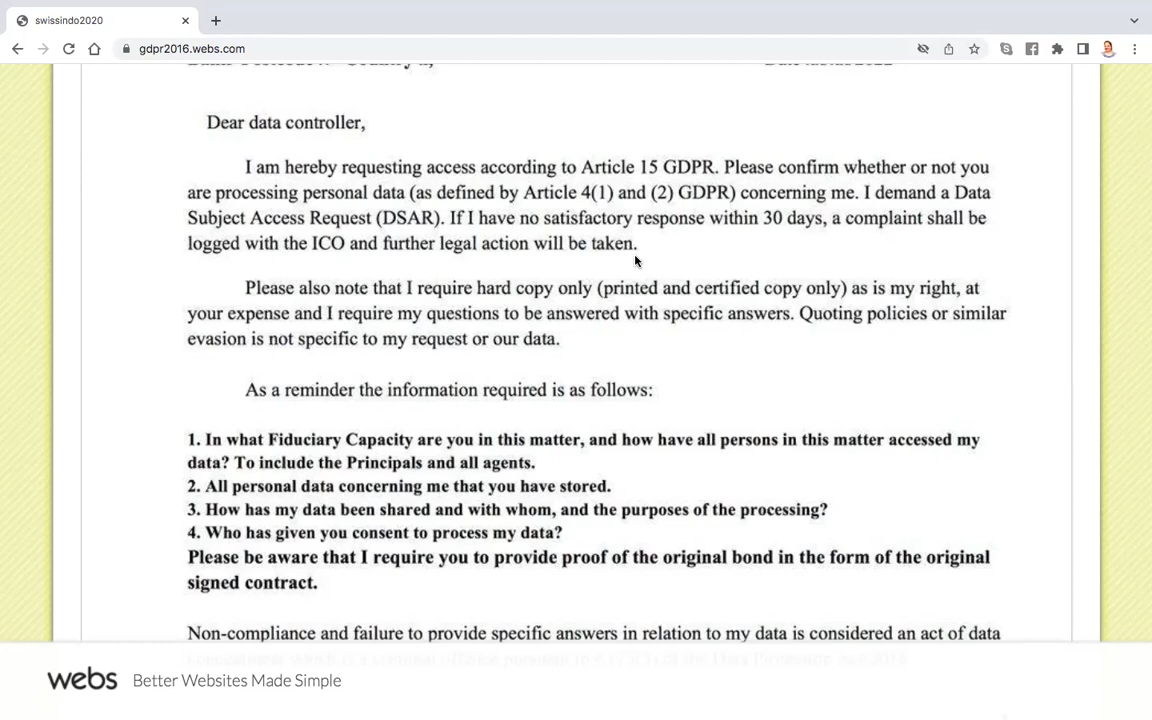 swissindo2020
gdpr2016.webs.com
Dear data controller,
I am hereby requesting access according to Article 15 GDPR. Please confirm whether or not you
are processing personal data (as defined by Article 4(1) and (2) GDPR) concerning me. I demand a Data
Subject Access Request (DSAR). If I have no satisfactory response within 30 days, a complaint shall be
logged with the ICO and further legal action will be taken.
Please also note that I require hard copy only (printed and certified copy only) as is my right, at
your expense and I require my questions to be answered with specific answers. Quoting policies or similar
evasion is not specific to my request or our data.
As a reminder the information required is as follows:
1. In what Fiduciary Capacity are you in this matter, and how have all persons in this matter accessed my
data? To include the Principals and all agents.
2. All personal data concerning me that you have stored.
3. How has my data been shared and with whom, and the purposes of the processing?
4. Who has given you consent to process my data?
Please be aware that I require you to provide proof of the original bond in the form of the original
signed contract.
Non-compliance and failure to provide specific answers in relation to my data is considered an act of data
webs Better Websites Made Simple